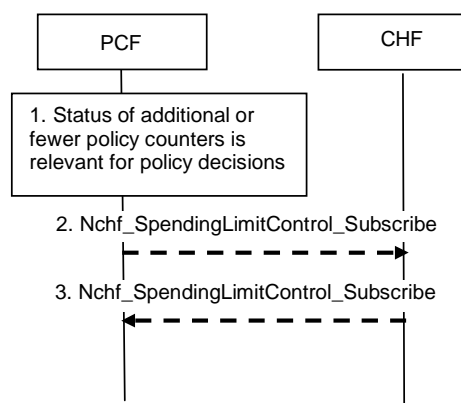 PCF
CHF
1. Status of additional or
fewer policy counters is
relevant for policy decisions
2. Nchf_SpendingLimitControl_Subscribe
3. Nchf_SpendingLimitControl_Subscribe